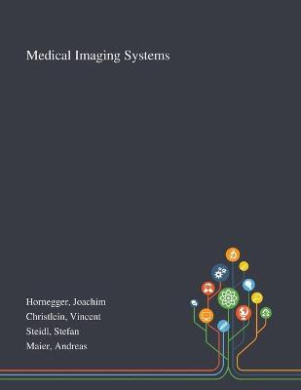 Medical Imaging Systems
Hornegger, Joachim
Christlein, Vincent
Steidl, Stefan
Maier, Andreas